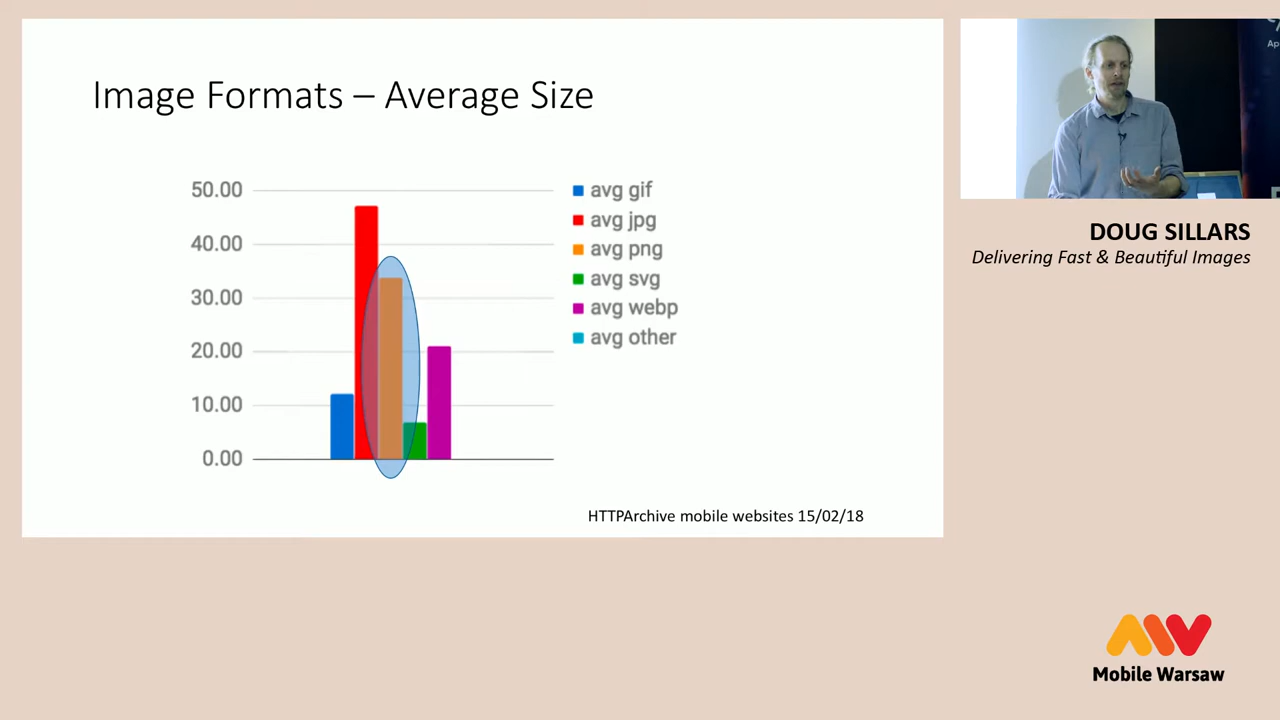 Image Formats – Average Size
50.00
40.00
30.00
20.00
10.00
0.00
avg gif
avg jpg
avg png
avg svg
avg webp
avg other
HTTPArchive mobile websites 15/02/18
DOUG SILLARS
Delivering Fast & Beautiful Images
Mobile Warsaw